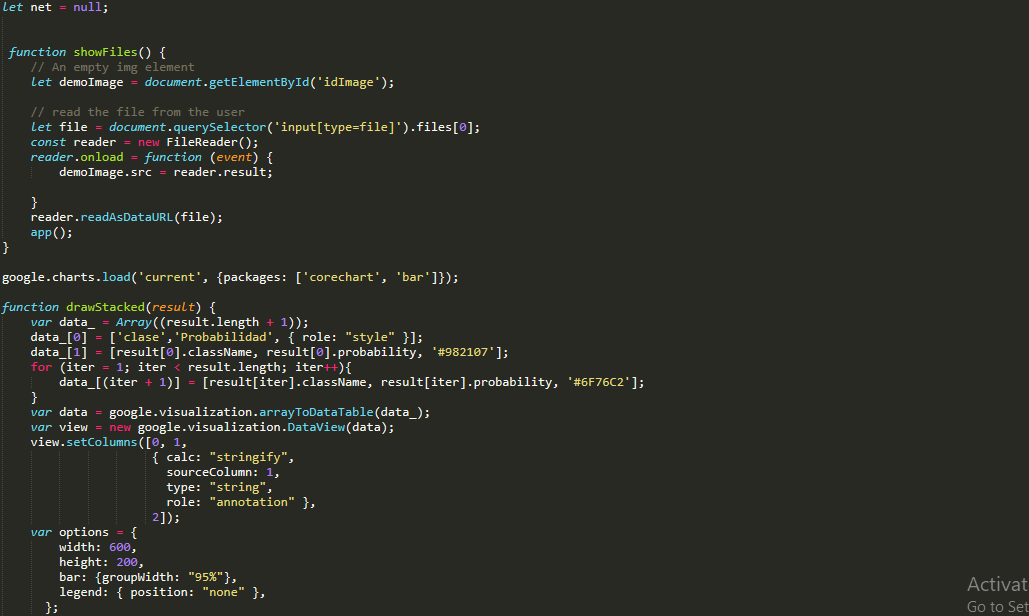 let net = null;
function showFiles() {
// An empty img element
let demoImage = document.getElementById('idImage');
// read the file from the user
let file = document.querySelector('input[type=file]').files[0];
const reader = new FileReader();
reader.onload = function (event) {
demoImage.src = reader.result;
}
reader.readAsDataURL(file);
app();
}
google.charts.load('current', {packages: ['corechart', 'bar']});
function drawStacked(result) {
var data_ = Array((result.length + 1));
data_[0] = ['clase','Probabilidad', { role: "style" }];
data_[1] = [result[0].className, result[0].probability, '#982107'];
for (iter = 1; iter < result.length; iter++){
data_[(iter + 1)] = [result[iter].className, result[iter].probability, '#6F76C2'];
}
var data = google.visualization.arrayToDataTable(data_);
var view = new google.visualization.DataView(data);
view.setColumns([0, 1,
{ calc: "stringify",
sourceColumn: 1,
type: "string",
role: "annotation" },
2]);
var options = {
width: 600,
height: 200,
bar: {groupWidth: "95%"},
legend: { position: "none" },
};
Activat
Go to Set